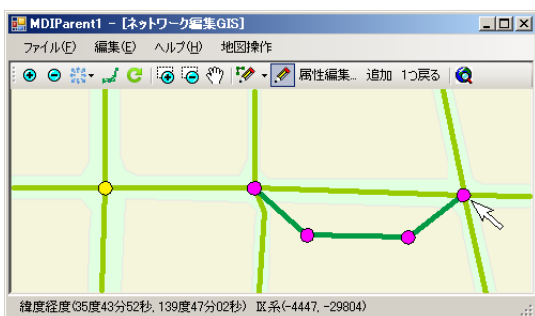 MDIParent1 - [ネットワーク編集GIS]
ファイル(F) 編集(E) ヘルプ(H) 地図操作
属性編集... 追加 1つ戻る
緯度経度(35度43分52秒, 139度47分02秒) Ⅸ系(-4447, -29804)